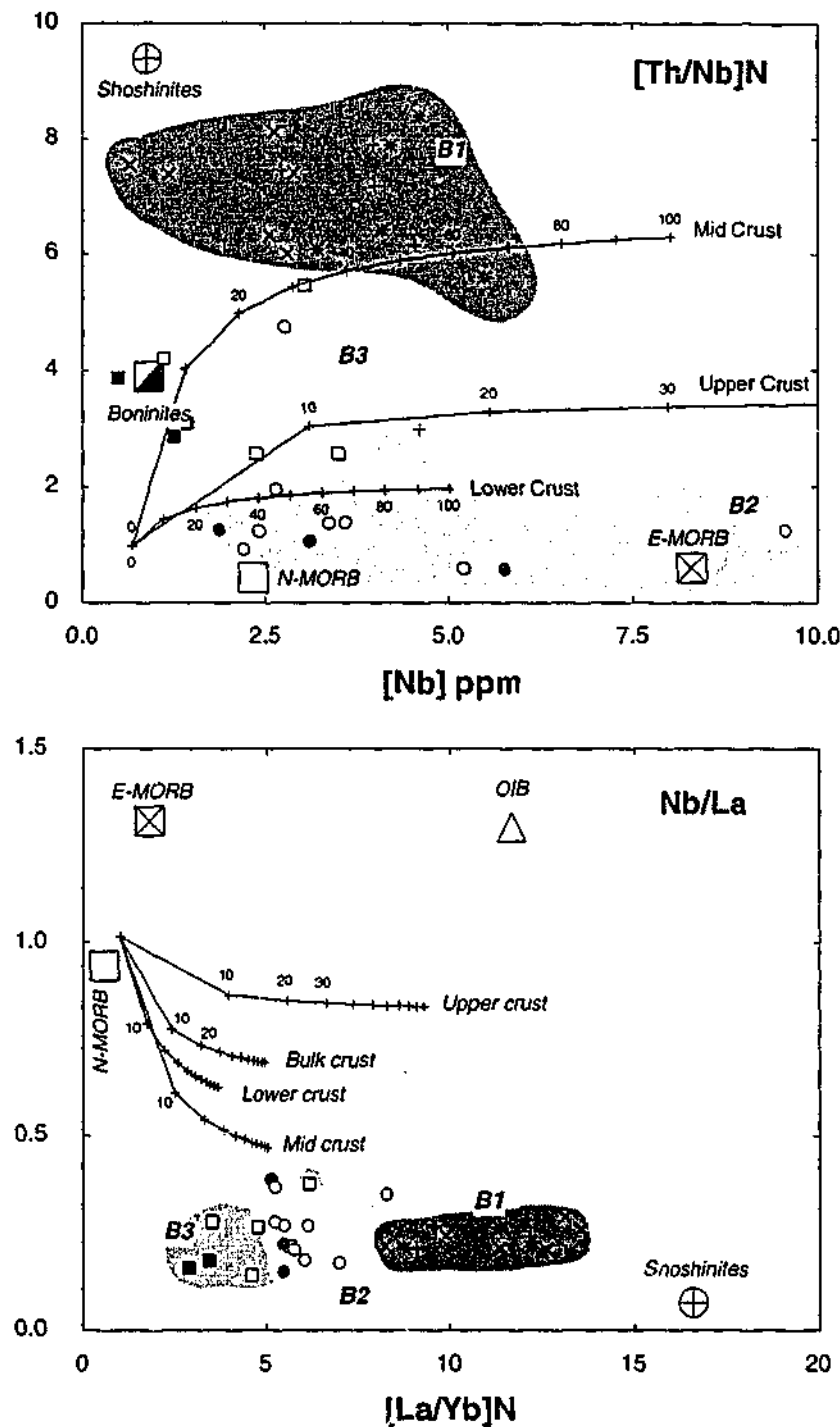 10
Shoshinites
[Th/Nb]N
8
B1
100
80
60
6
Mid Crust
20
B3
4
Upper Crust
Boninites
10
20
30
2
Lower Crust
B2
0
20
40
60
80
100
E-MORB
0
N-MORB
0
0.0
2.5
5.0
7.5
10.0
[Nb] ppm
1.5
E-MORB
OIB
Nb/La
1.0
10
20
30
Upper crust
N-MORB
10
10
20
Bulk crust
Lower crust
10
0.5
Mid crust
B1
B3
B2
Snoshinites
0.0
0
5
10
15
20
[La/Yb]N